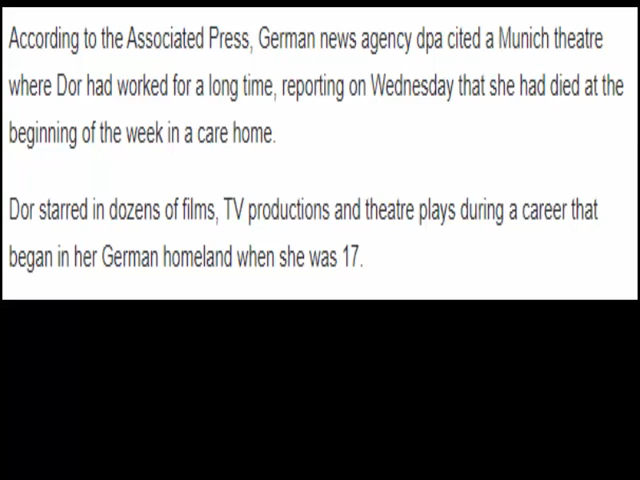 According to the Associated Press, German news agency dpa cited a Munich theatre
where Dor had worked for a long time, reporting on Wednesday that she had died at the
beginning of the week in a care home.
Dor starred in dozens of films, TV productions and theatre plays during a career that
began in her German homeland when she was 17.